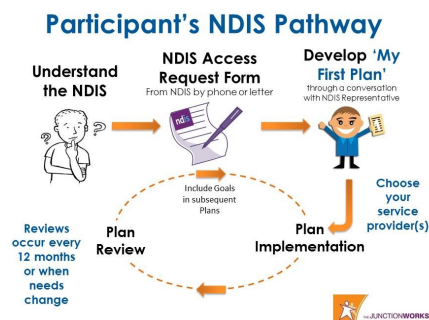 Participant's NDIS Pathway
Understand
the NDIS
NDIS Access
Request Form
From NDIS by phone or letter
Develop 'My
First Plan'
through a conversation
with NDIS Representative
?
?
ndis
Include Goals
in subsequent
Plans
Choose
your
service
provider(s)
Reviews
occur every
12 months
or when
needs
change
Plan
Review
Plan
Implementation
THE JUNCTIONWORKS